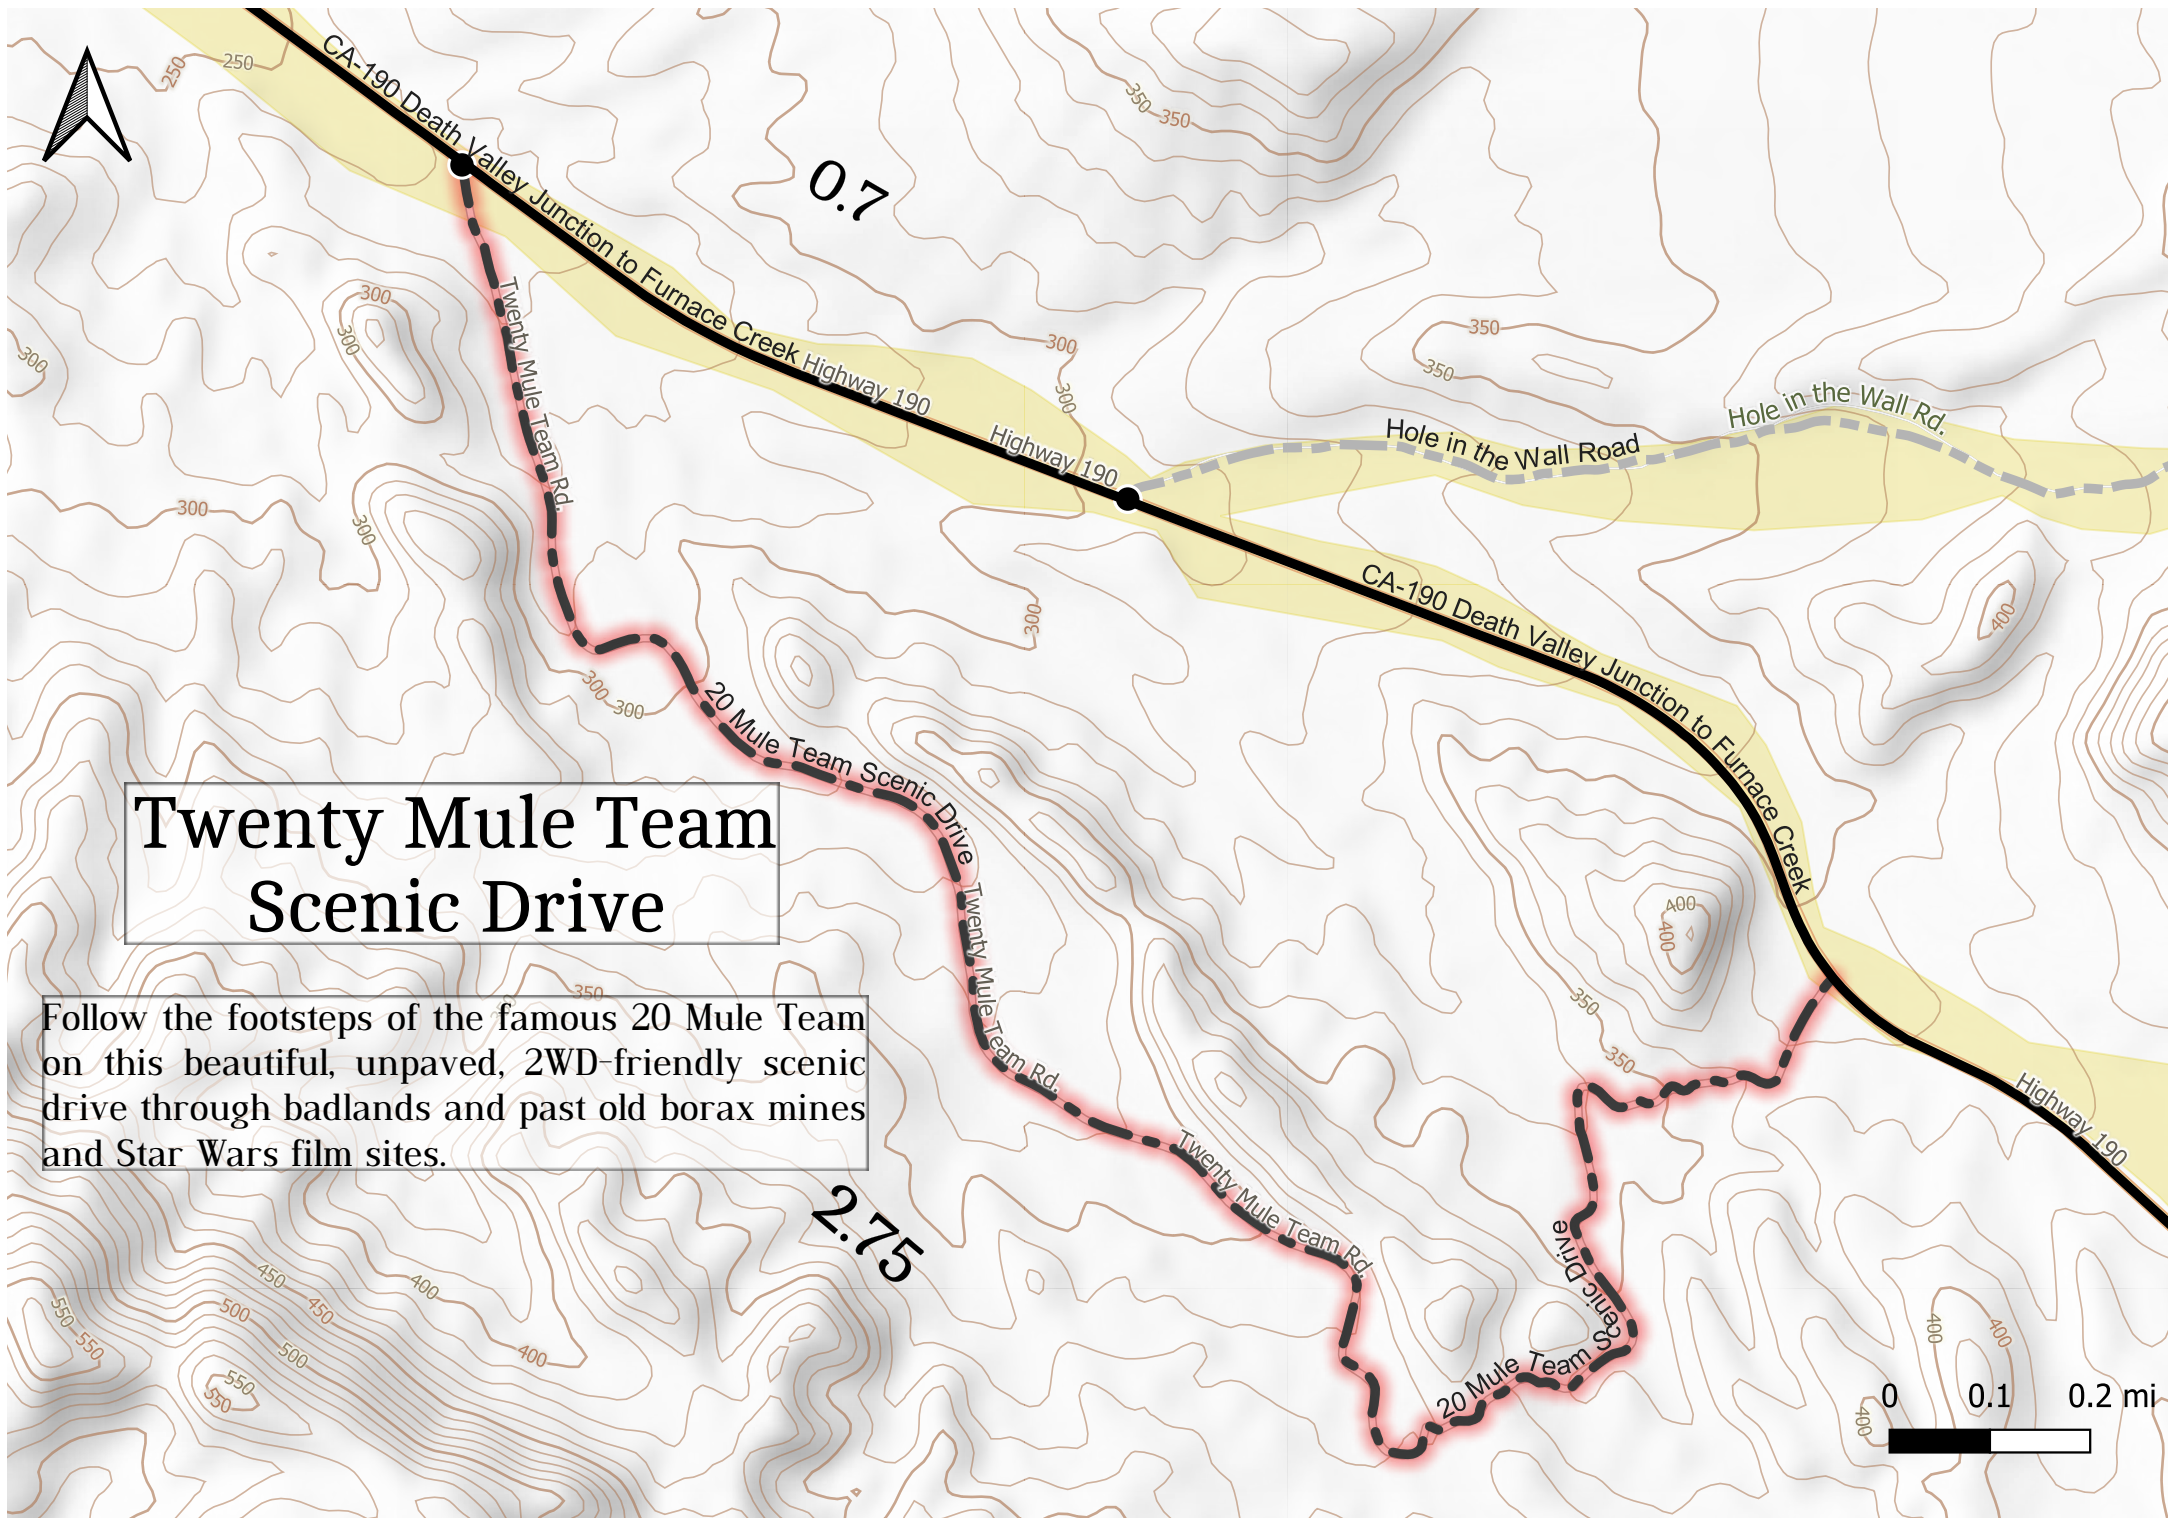 250
250
CA-190 Death Valley Junction to Furnace Creek
350
350
0.7
300
300
300
Twenty Mule Team Rd.
300
300
Highway 190
Highway 190
350
350
Hole in the Wall Road
Hole in the Wall Rd.
300
300
300
400
CA-190 Death Valley Junction to Furnace Creek
300
300
20 Mule Team Scenic Drive
Twenty Mule Team
Scenic Drive
Twenty Mule Team Rd.
400
400
350
350
350
Follow the footsteps of the famous 20 Mule Team
on this beautiful, unpaved, 2WD-friendly scenic
drive through badlands and past old borax mines
and Star Wars film sites.
Highway 190
Twenty Mule Team Rd.
2.75
450
400
500
450
550
550
500
400
550
550
20 Mule Team Scenic Drive
400
400
400
0 0.1 0.2 mi